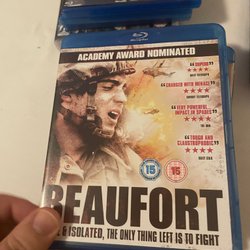 ACADEMY AWARD NOMINATED
"SUPERB"
"CHARGED WITH MENACE"
"VERY POWERFUL
IMPACT IN SPADES"
"TOUGH AND
CLAUSTROPHOBIC"
15
15
BEAUFORT
& ISOLATED, THE ONLY THING LEFT IS TO FIGHT